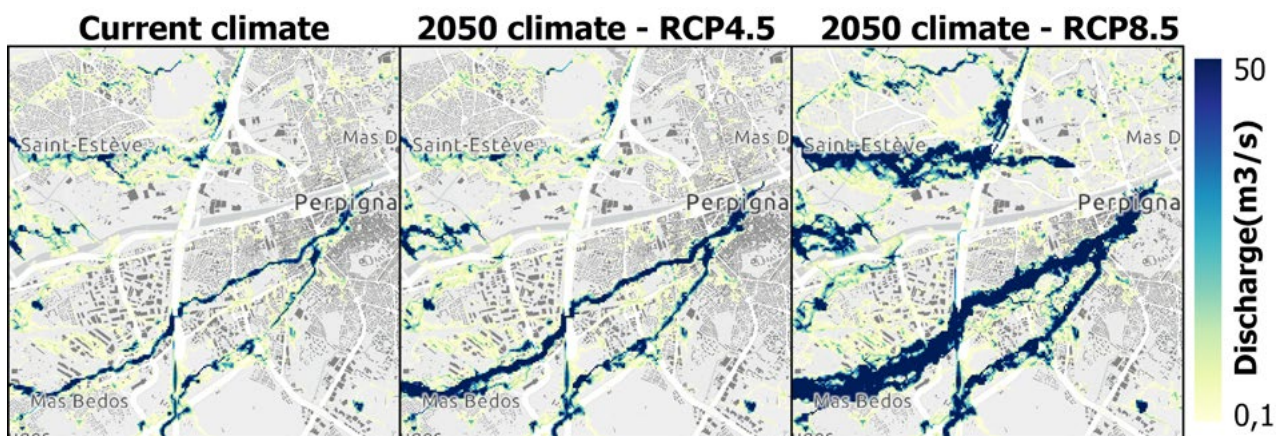 Current climate
2050 climate - RCP4.5
2050 climate - RCP8.5
50
Discharge(m3/s)
0,1
Saint-Estève
Mas D
Perpigna
Mas Bedos
Saint-Estève
Mas D
Perpigna
Mas Bedos
Saint-Estève
Mas D
Perpigna
Mas Bedos